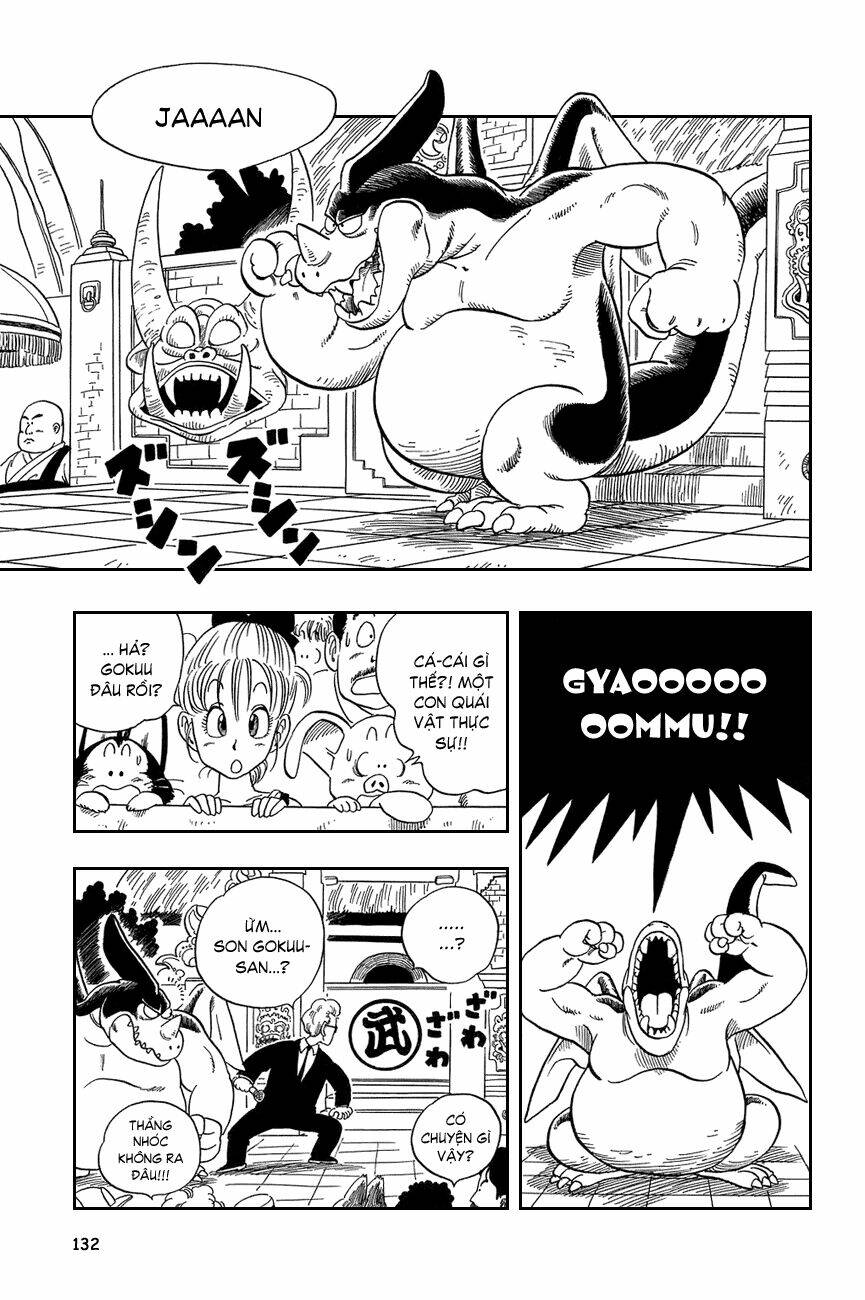 JAAAAN
ズシン
ズシン
GYAOOOOO
OOMMU!!
CÁ-CÁI GÌ
THẾ?! MỘT
CON QUÁI
VẬT THỰC
SỰ!!
... HẢ?
GOKUU
ĐÂU RỒI?
.....
...?
ỪM...
SON GOKUU-
SAN...?
武
ざわ
ざわ
THẰNG
NHÓC
KHÔNG RA
ĐÂU!!!
CÓ
CHUYỆN GÌ
VẬY?
132